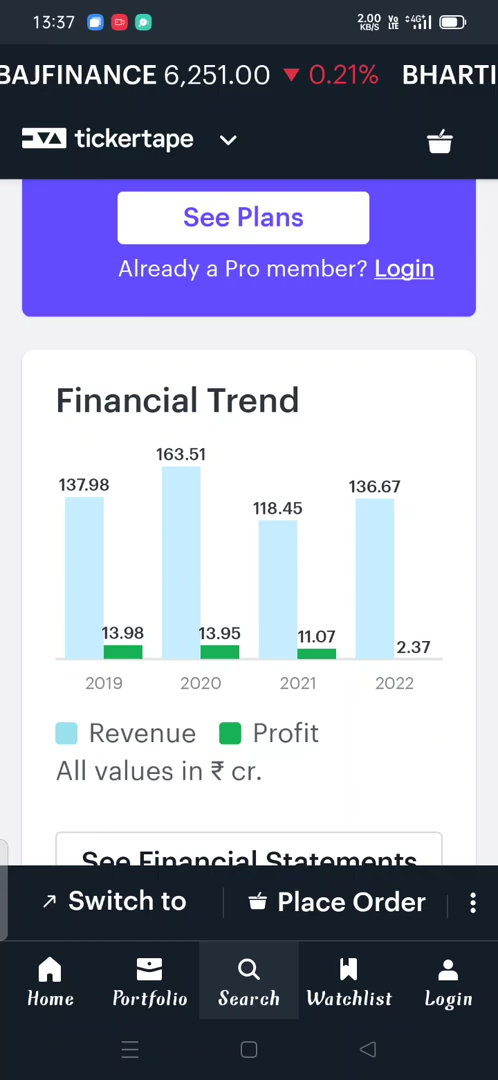 13:37
2.00 KB/S Vo LTE 4G+
BAJFINANCE 6,251.00 ▼ 0.21% BHARTI
tickertape
See Plans
Already a Pro member? Login
Financial Trend
163.51
137.98
136.67
118.45
13.98
13.95
11.07
2.37
2019 2020 2021 2022
Revenue Profit
All values in ₹ cr.
See Financial Statements
Switch to Place Order
Home Portfolio Search Watchlist Login